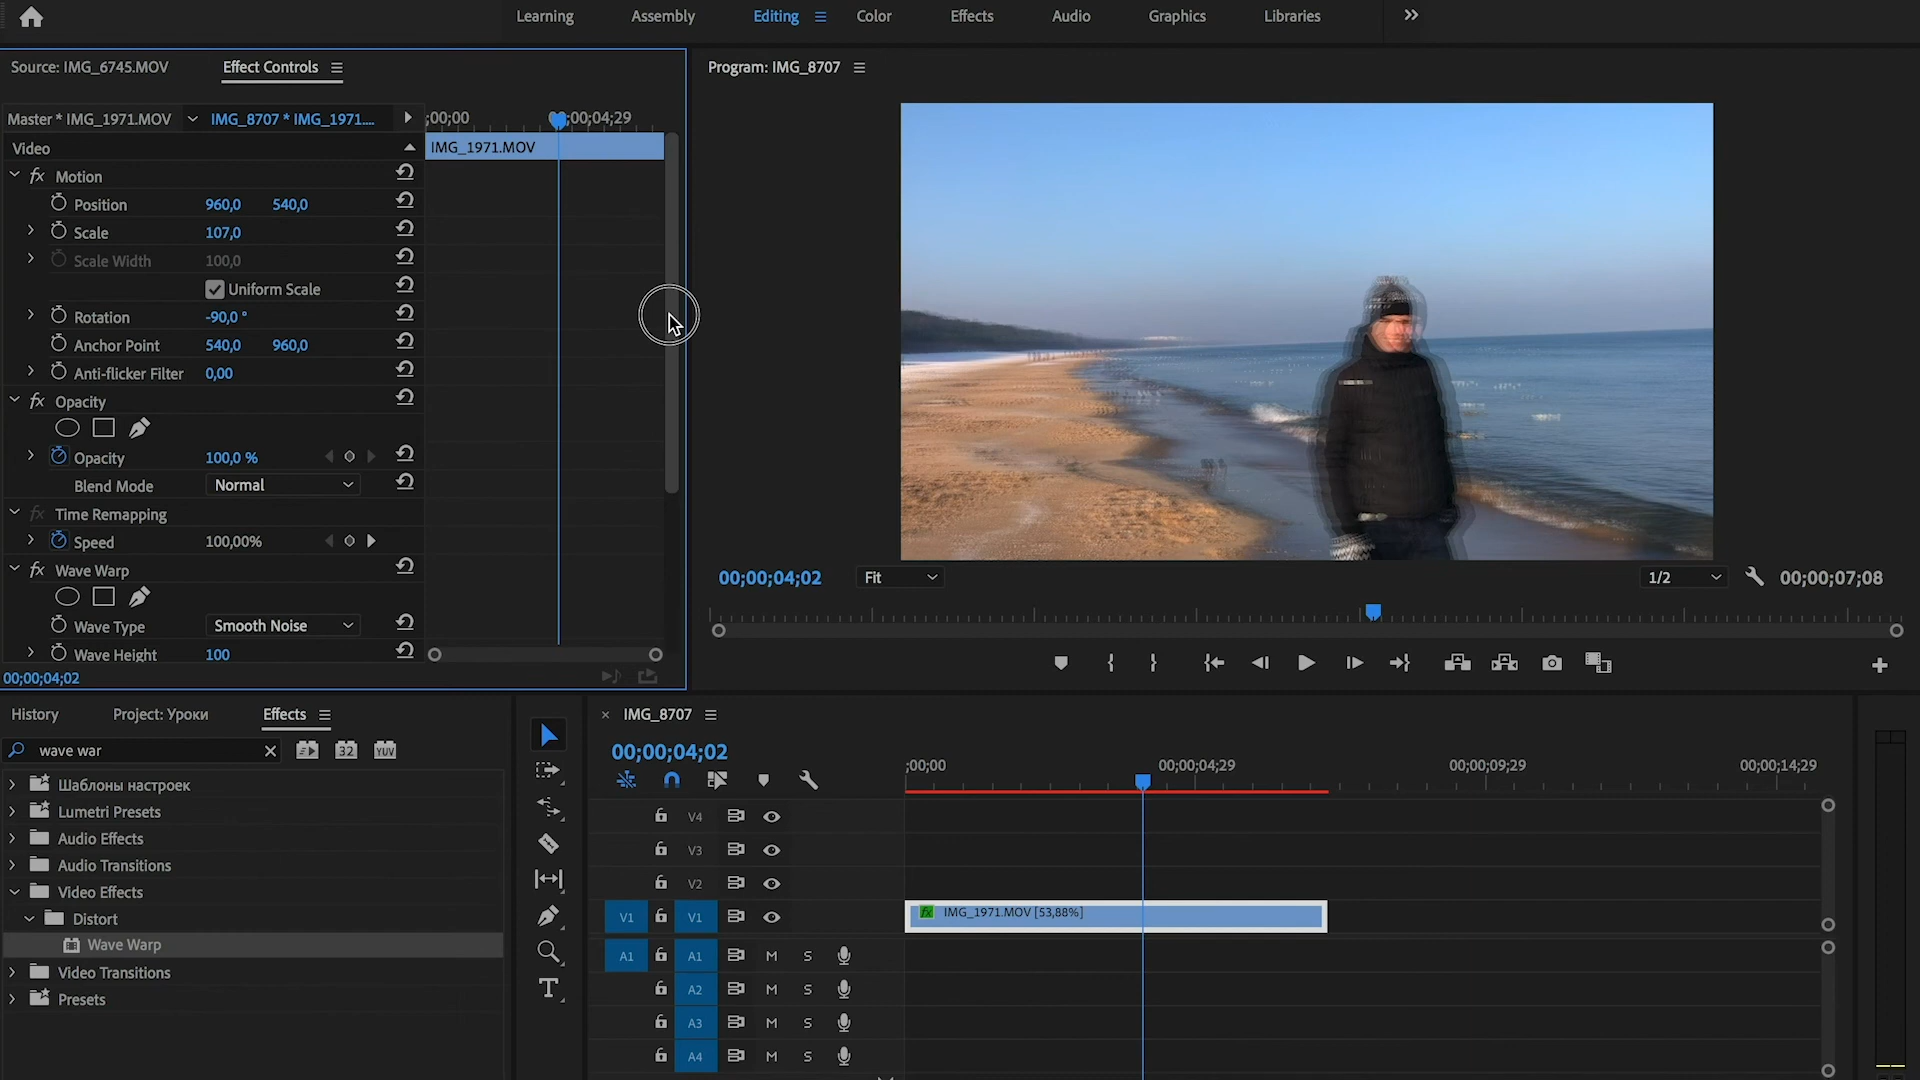 Learning Assembly Editing Color Effects Audio Graphics Libraries
Source: IMG_6745.MOV Effect Controls
Program: IMG_8707
Master * IMG_1971.MOV IMG_8707 * IMG_1971.... ;00;00 ;00;04;29
Video IMG_1971.MOV
fx Motion
Position 960,0 540,0
Scale 107,0
Scale Width 100,0
Uniform Scale
Rotation -90,0 °
Anchor Point 540,0 960,0
Anti-flicker Filter 0,00
fx Opacity
Opacity 100,0 %
Blend Mode Normal
fx Time Remapping
Speed 100,00%
fx Wave Warp
Wave Type Smooth Noise
Wave Height 100
00;00;04;02
00;00;04;02 Fit 1/2 00;00;07;08
History Project: Уроки Effects
wave war 32 YUV
Шаблоны настроек
Lumetri Presets
Audio Effects
Audio Transitions
Video Effects
Distort
Wave Warp
Video Transitions
Presets
T
× IMG_8707
00;00;04;02
;00;00 00;00;04;29 00;00;09;29 00;00;14;29
V4
V3
V2
V1 V1 fx IMG_1971.MOV [53,88%]
A1 A1 M S
A2 M S
A3 M S
A4 M S